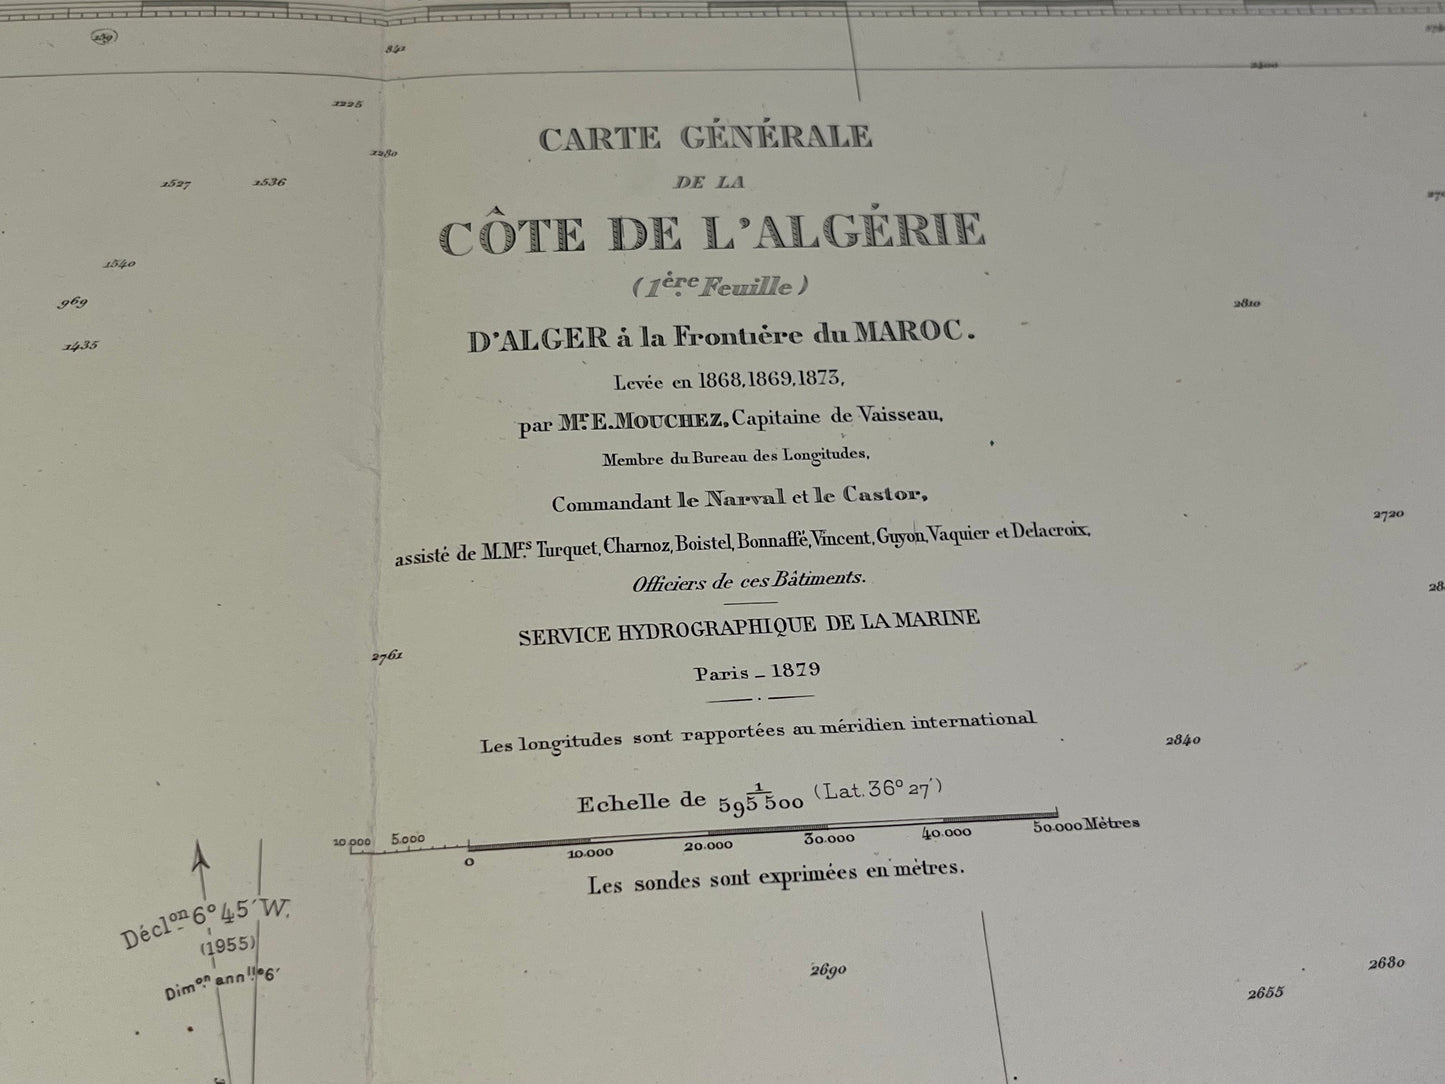 239
841
2400
1225
1280
1527
1536
CARTE GÉNÉRALE
DE LA
CÔTE DE L'ALGÉRIE
(1ère Feuille)
D'ALGER à la Frontière du MAROC.
Levée en 1868,1869,1873,
par Mr. E. MOUCHEZ, Capitaine de Vaisseau,
Membre du Bureau des Longitudes,
Commandant le Narval et le Castor,
assisté de M.Mrs. Turquet, Charnoz, Boistel, Bonnaffé, Vincent, Guyon, Vaquier et Delacroix,
Officiers de ces Bâtiments.
SERVICE HYDROGRAPHIQUE DE LA MARINE
Paris _ 1879
Les longitudes sont rapportées au méridien international
Echelle de 1/595 500 (Lat. 36° 27')
10.000 5.000 0 10.000 20.000 30.000 40.000 50.000 Mètres
Les sondes sont exprimées en mètres.
1540
969
1435
2810
2720
2761
2840
Déclon 6° 45' W.
(1955)
Dimon. annlle 6'
2690
2680
2655